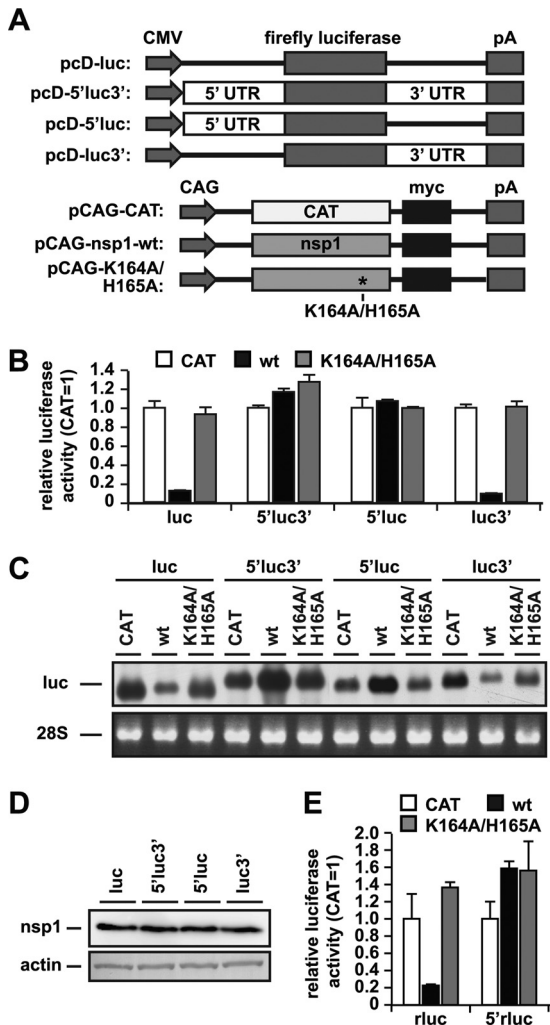 A
CMV firefly luciferase pA
pcD-luc:
pcD-5'luc3': 5' UTR 3' UTR
pcD-5'luc: 5' UTR
pcD-luc3': 3' UTR
CAG myc pA
pCAG-CAT: CAT
pCAG-nsp1-wt: nsp1
pCAG-K164A/
H165A: *
K164A/H165A
B
CAT wt K164A/H165A
relative luciferase
activity (CAT=1)
1.4
1.2
1.0
0.8
0.6
0.4
0.2
0
luc 5'luc3' 5'luc luc3'
C
luc 5'luc3' 5'luc luc3'
CAT wt K164A/H165A CAT wt K164A/H165A CAT wt K164A/H165A CAT wt K164A/H165A
luc
28S
D
luc 5'luc3' 5'luc luc3'
nsp1
actin
E
CAT wt
K164A/H165A
relative luciferase
activity (CAT=1)
2.0
1.8
1.6
1.4
1.2
1.0
0.8
0.6
0.4
0.2
0
rluc 5'rluc